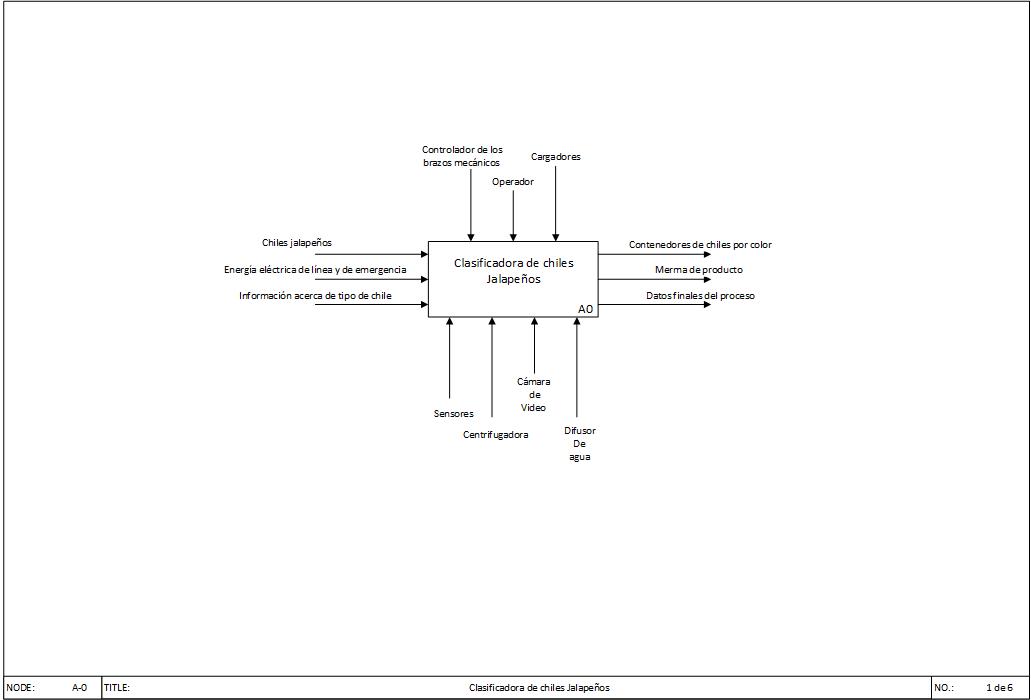 Controlador de los
brazos mecánicos
Cargadores
Operador
Chiles jalapeños
Energía eléctrica de línea y de emergencia
Información acerca de tipo de chile
Clasificadora de chiles
Jalapeños
A0
Contenedores de chiles por color
Merma de producto
Datos finales del proceso
Sensores
Centrifugadora
Cámara
de
Video
Difusor
De
agua
NODE: A-0 TITLE: Clasificadora de chiles Jalapeños NO.: 1 de 6